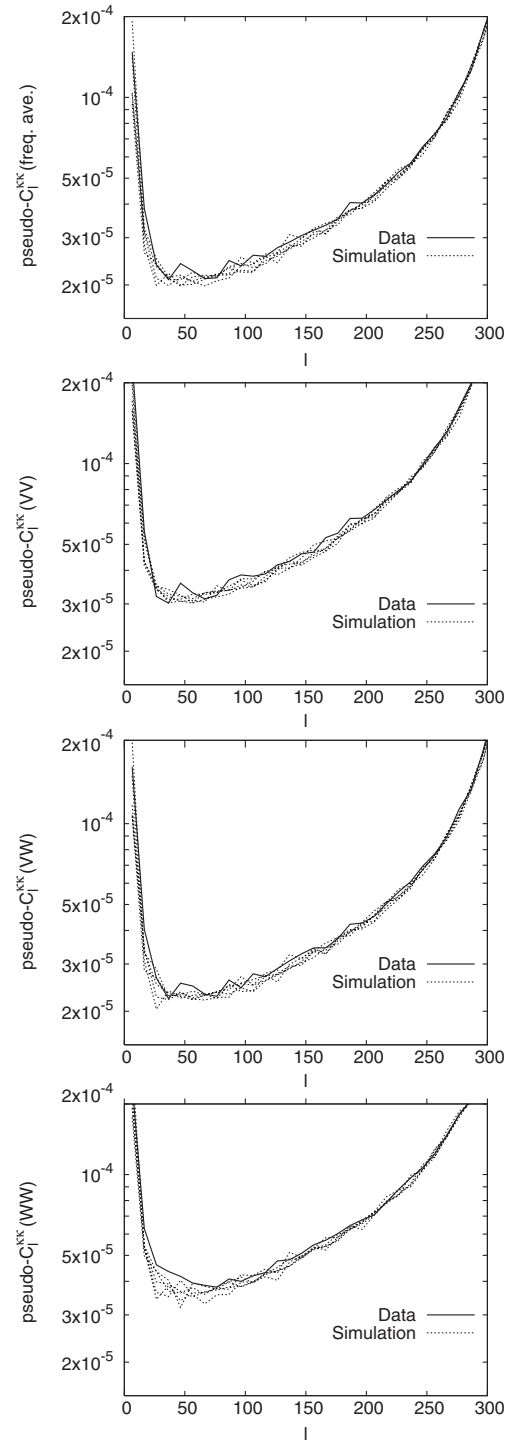 2x10⁻⁴
10⁻⁴
5x10⁻⁵
3x10⁻⁵
2x10⁻⁵
pseudo-C_l^κκ (freq. ave.)
Data
Simulation
0 50 100 150 200 250 300
l
2x10⁻⁴
10⁻⁴
5x10⁻⁵
3x10⁻⁵
2x10⁻⁵
pseudo-C_l^κκ (VV)
Data
Simulation
0 50 100 150 200 250 300
l
2x10⁻⁴
10⁻⁴
5x10⁻⁵
3x10⁻⁵
2x10⁻⁵
pseudo-C_l^κκ (VW)
Data
Simulation
0 50 100 150 200 250 300
l
2x10⁻⁴
10⁻⁴
5x10⁻⁵
3x10⁻⁵
2x10⁻⁵
pseudo-C_l^κκ (WW)
Data
Simulation
0 50 100 150 200 250 300
l